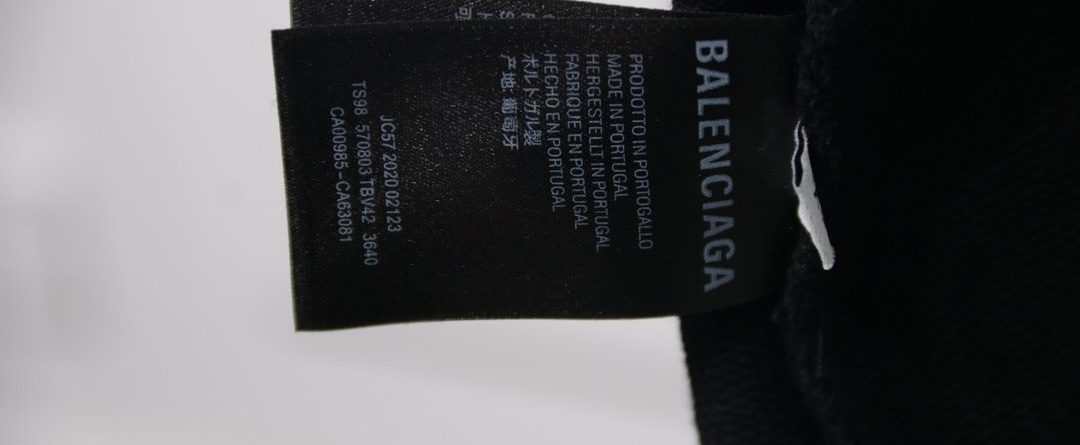 BALENCIAGA
PRODOTTO IN PORTOGALLO
MADE IN PORTUGAL
HERGESTELLT IN PORTUGAL
FABRIQUE EN PORTUGAL
HECHO EN PORTUGAL
ポルトガル製
产地: 葡萄牙
JC57 2020 02123
TS98 570803 TBV42 3640
CA00985-CA63081